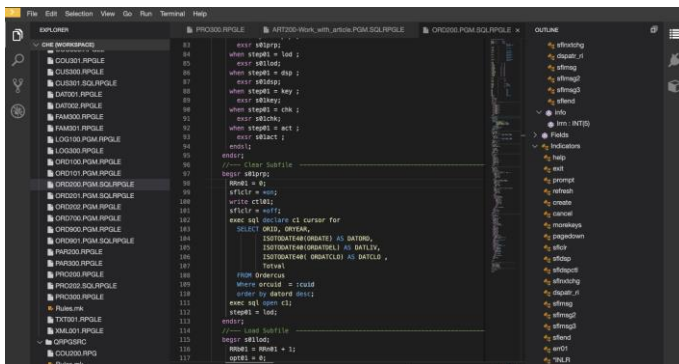 File Edit Selection View Go Run Terminal Help
EXPLORER
CHE (WORKSPACE)
COU301.RPGLE
CUS300.RPGLE
CUS301.SQLRPGLE
DAT001.RPGLE
DAT002.RPGLE
FAM300.RPGLE
FAM301.RPGLE
LOG100.PGM.RPGLE
LOG300.RPGLE
ORD100.PGM.RPGLE
ORD101.PGM.RPGLE
ORD200.PGM.SQLRPGLE
ORD201.PGM.SQLRPGLE
ORD202.PGM.RPGLE
ORD700.PGM.RPGLE
ORD900.PGM.RPGLE
ORD901.PGM.SQLRPGLE
PAR200.RPGLE
PAR300.RPGLE
PRO200.RPGLE
PRO202.SQLRPGLE
PRO300.RPGLE
Rules.mk
TXT001.RPGLE
XML001.RPGLE
QRPGSRC
COU200.RPG
Rules.mk
PRO300.RPGLE
ART200-Work_with_article.PGM.SQLRPGLE
ORD200.PGM.SQLRPGLE ×
83 exsr s01prp;
84 when step01 = lod ;
85 exsr s01lod;
86 when step01 = dsp ;
87 exsr s01dsp;
88 when step01 = key ;
89 exsr s01key;
90 when step01 = chk ;
91 exsr s01chk;
92 when step01 = act ;
93 exsr s01act ;
94 endsl;
95 endsr;
96 //--- Clear Subfile
97 begsr s01prp;
98 RRn01 = 0;
99 sflclr = *on;
100 write ctl01;
101 sflclr = *off;
102 exec sql declare c1 cursor for
103 SELECT ORID, ORYEAR,
104 ISOTODATE40(ORDATE) AS DATORD,
105 ISOTODATE40(ORDATDEL) AS DATLIV,
106 ISOTODATE40( ORDATCLO) AS DATCLO ,
107 Totval
108 FROM Ordercus
109 Where orcuid = :cuid
110 order by datord desc;
111 exec sql open c1;
112 step01 = lod;
113 endsr;
114 //--- Load Subfile
115 begsr s01lod;
116 RRb01 = RRn01 + 1;
117 opt01 = 0;
OUTLINE
sflnxtchg
dspatr_ri
sflmsg
sflmsg2
sflmsg3
sflend
info
lrrn : INT(5)
Fields
Indicators
help
exit
prompt
refresh
create
cancel
morekeys
pagedown
sflclr
sfldsp
sfldspctl
sflnxtchg
dspatr_ri
sflmsg
sflmsg2
sflmsg3
sflend
err01
*INLR